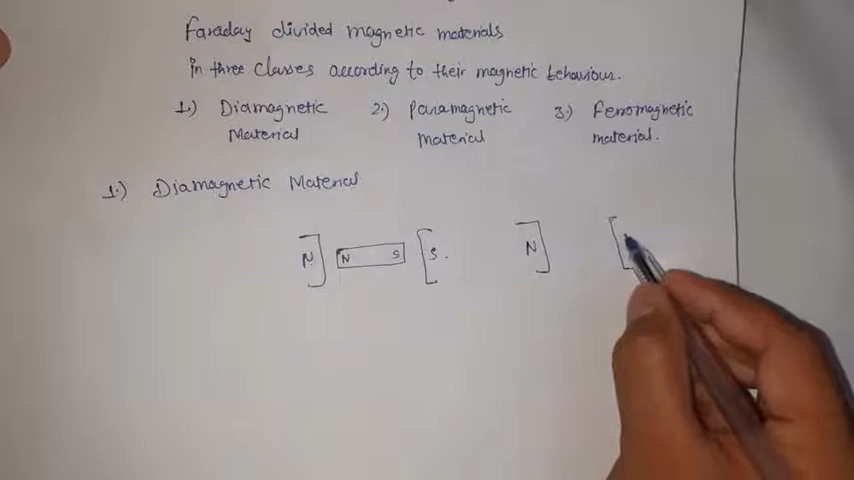 Faraday divided magnetic materials
in three classes according to their magnetic behaviour.
1.) Diamagnetic Material 2.) Paramagnetic material 3.) Ferromagnetic material.
1.) Diamagnetic Material
N N S S. N